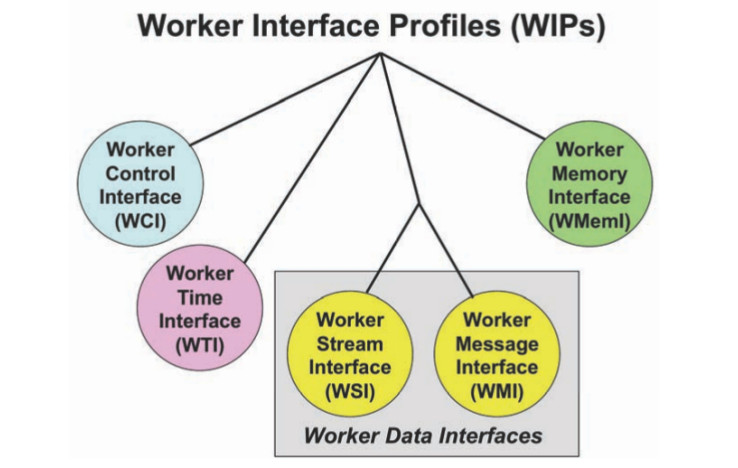 Worker Interface Profiles (WIPs)
Worker
Control
Interface
(WCI)
Worker
Memory
Interface
(WMemI)
Worker
Time
Interface
(WTI)
Worker
Stream
Interface
(WSI)
Worker
Message
Interface
(WMI)
Worker Data Interfaces